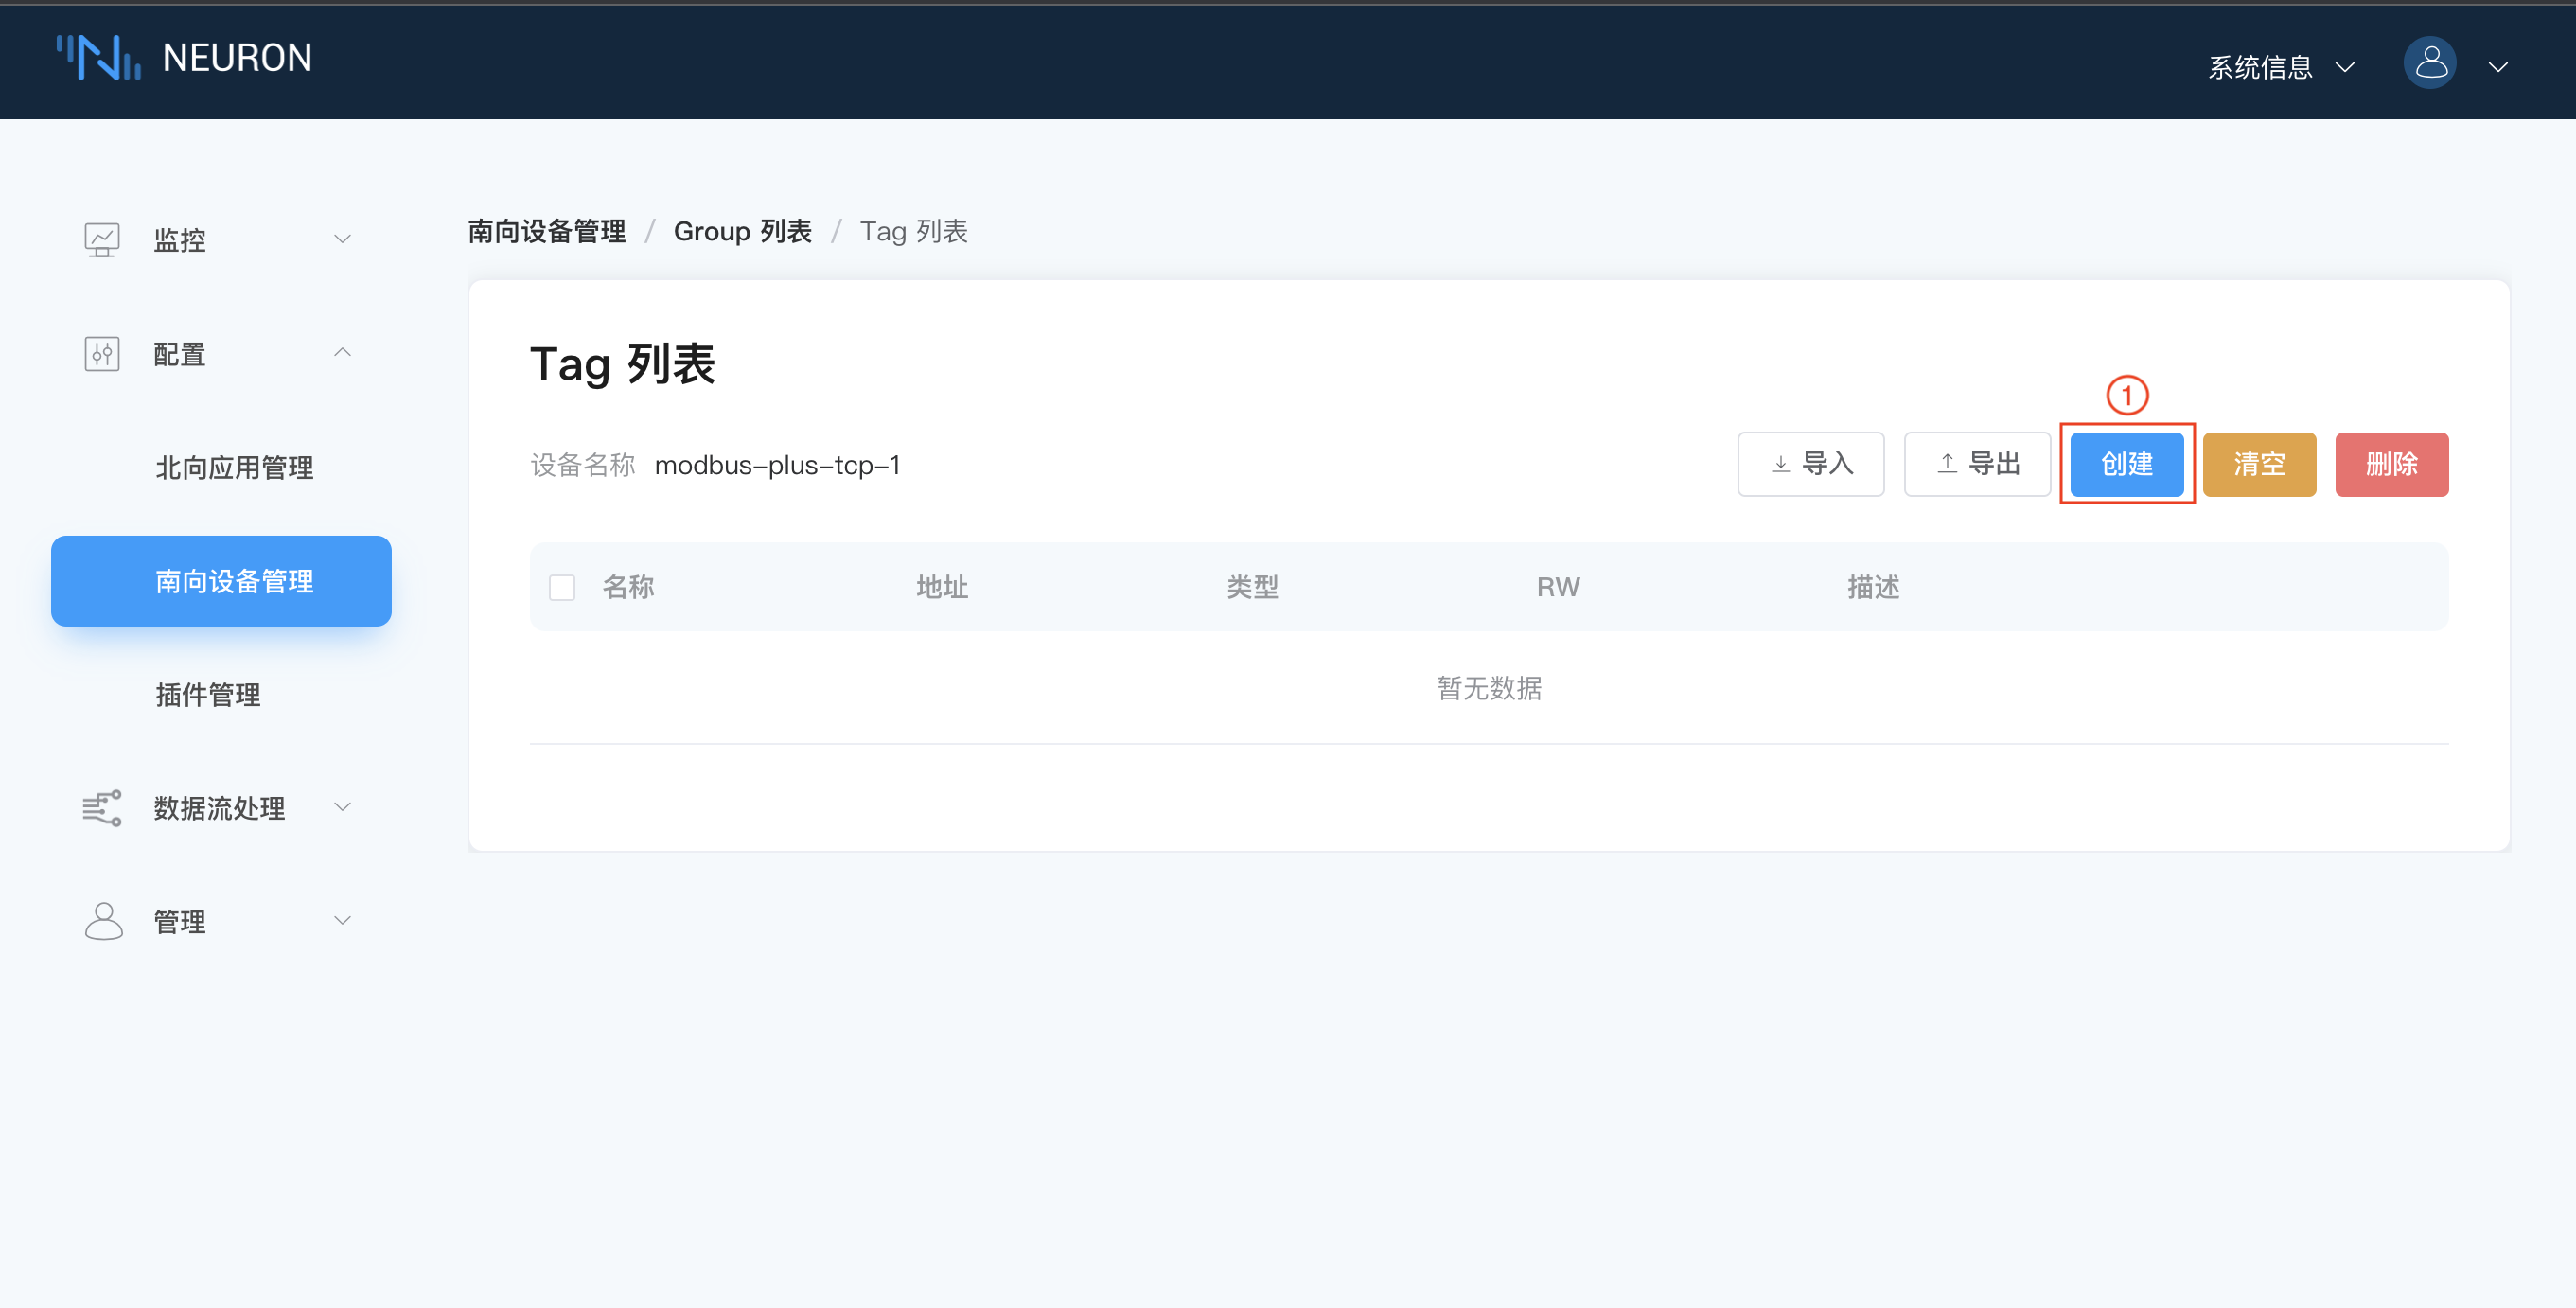 NEURON
系统信息
监控
配置
北向应用管理
南向设备管理
插件管理
数据流处理
管理
南向设备管理 / Group 列表 / Tag 列表
Tag 列表
①
设备名称 modbus-plus-tcp-1
导入 导出 创建 清空 删除
名称 地址 类型 RW 描述
暂无数据